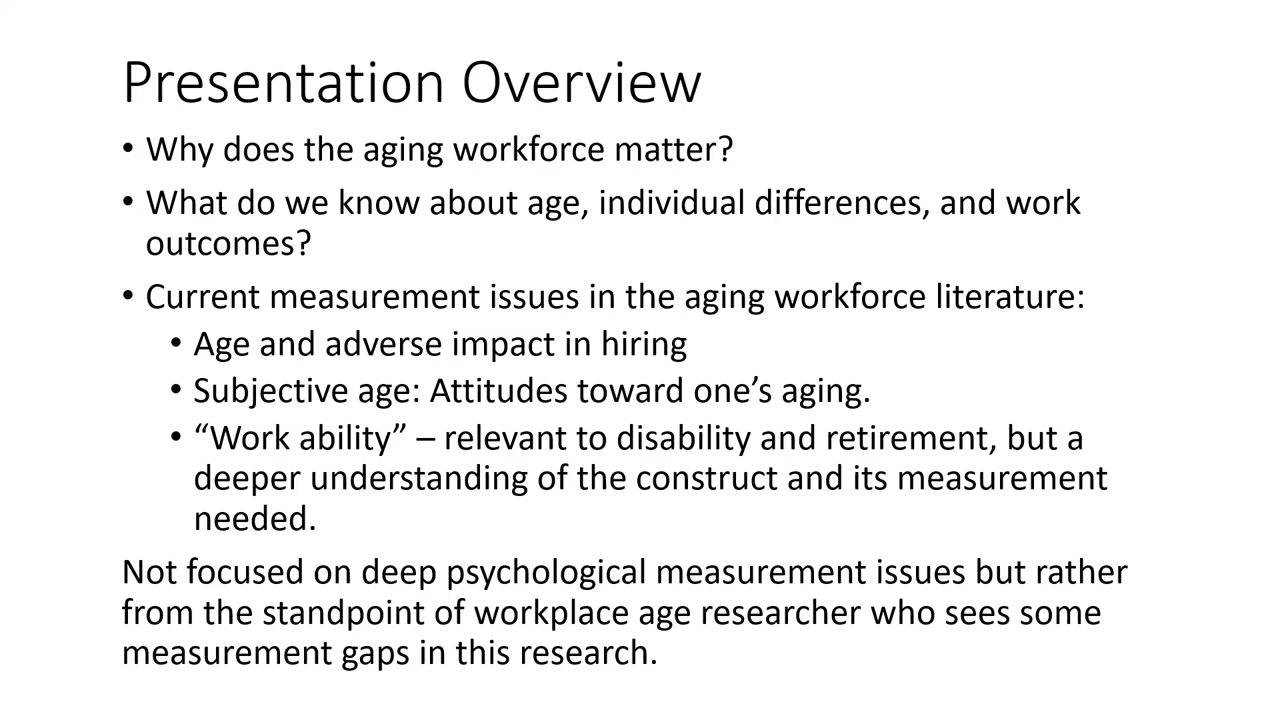 Presentation Overview
• Why does the aging workforce matter?
• What do we know about age, individual differences, and work
outcomes?
• Current measurement issues in the aging workforce literature:
• Age and adverse impact in hiring
• Subjective age: Attitudes toward one’s aging.
• “Work ability” – relevant to disability and retirement, but a
deeper understanding of the construct and its measurement
needed.
Not focused on deep psychological measurement issues but rather
from the standpoint of workplace age researcher who sees some
measurement gaps in this research.